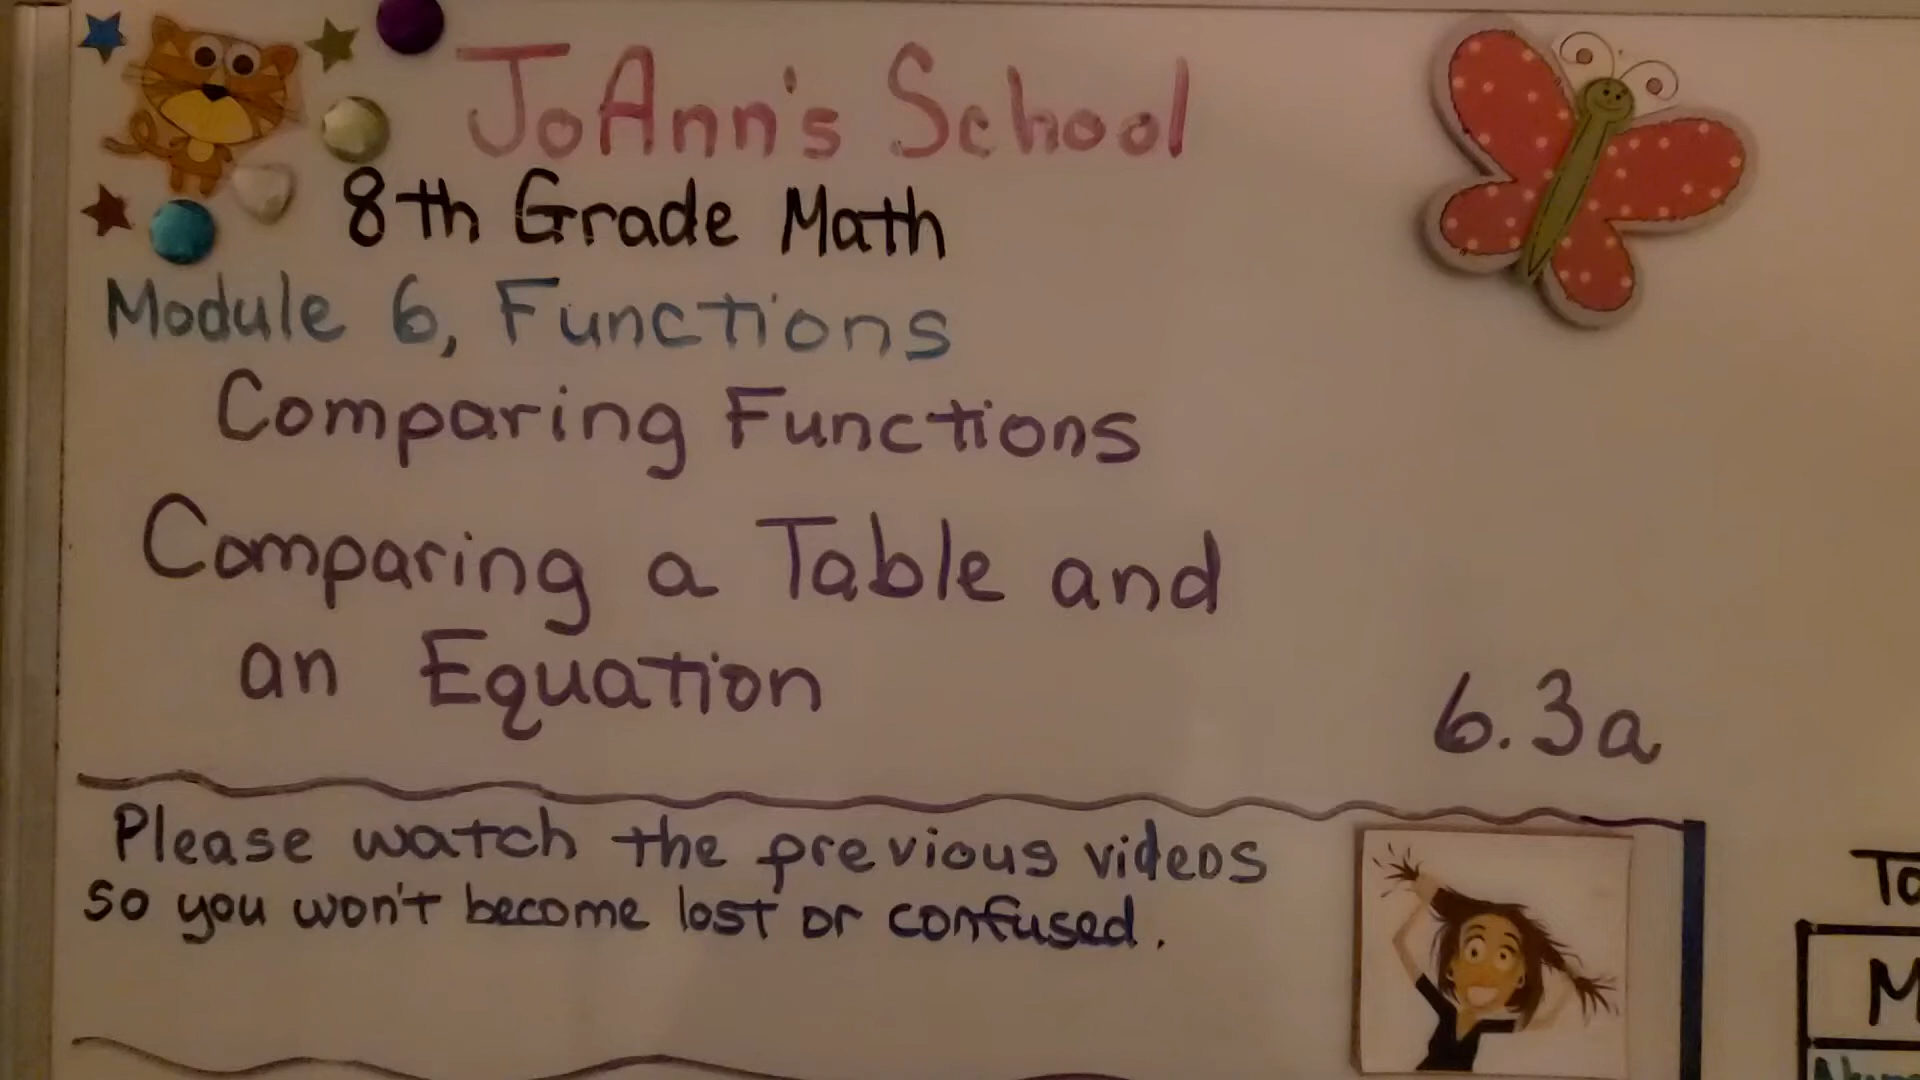 JoAnn's School
8th Grade Math
Module 6, Functions
Comparing Functions
Comparing a Table and
an Equation
6.3a
Please watch the previous videos
so you won't become lost or confused.